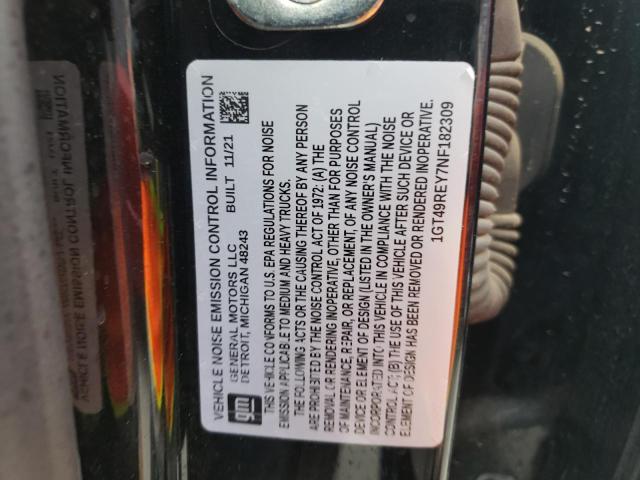 VEHICLE NOISE EMISSION CONTROL INFORMATION
gm
GENERAL MOTORS LLC
DETROIT, MICHIGAN 48243
BUILT 11/21
THIS VEHICLE CONFORMS TO U.S. EPA REGULATIONS FOR NOISE
EMISSION APPLICABLE TO MEDIUM AND HEAVY TRUCKS.
THE FOLLOWING ACTS OR THE CAUSING THEREOF BY ANY PERSON
ARE PROHIBITED BY THE NOISE CONTROL ACT OF 1972: (A) THE
REMOVAL OR RENDERING INOPERATIVE, OTHER THAN FOR PURPOSES
OF MAINTENANCE, REPAIR, OR REPLACEMENT, OF ANY NOISE CONTROL
DEVICE OR ELEMENT OF DESIGN (LISTED IN THE OWNER'S MANUAL)
INCORPORATED INTO THIS VEHICLE IN COMPLIANCE WITH THE NOISE
CONTROL ACT; (B) THE USE OF THIS VEHICLE AFTER SUCH DEVICE OR
ELEMENT OF DESIGN HAS BEEN REMOVED OR RENDERED INOPERATIVE.
1GT49REY7NF182309